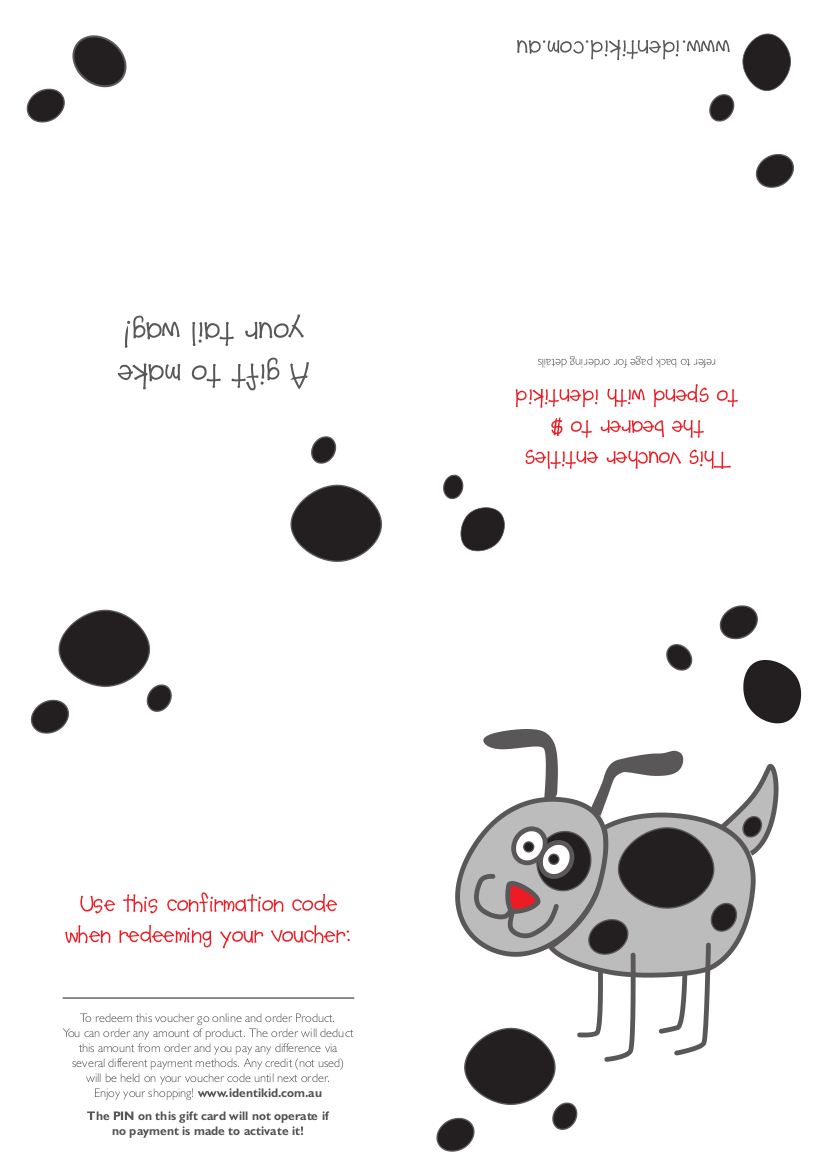 www.identikid.com.au
A gift to make
your tail wag!
This voucher entitles
the bearer to $
to spend with identikid
refer to back page for ordering details
Use this confirmation code
when redeeming your voucher:
To redeem this voucher go online and order Product.
You can order any amount of product. The order will deduct
this amount from order and you pay any difference via
several different payment methods. Any credit (not used)
will be held on your voucher code until next order.
Enjoy your shopping! www.identikid.com.au
The PIN on this gift card will not operate if
no payment is made to activate it!